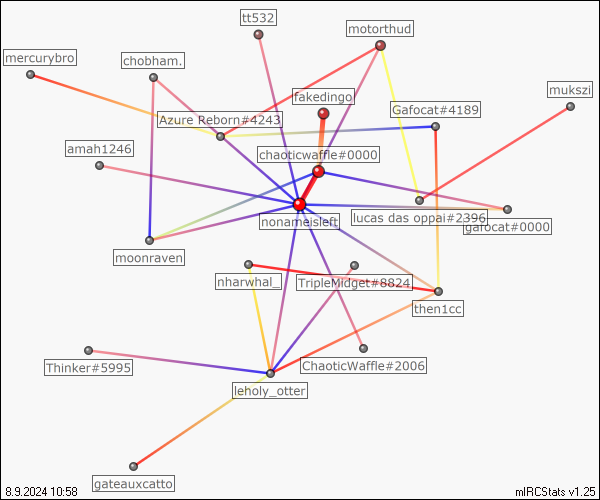 tt532
motorthud
mercurybro
chobham.
mukszi
fakedingo
Gafocat#4189
Azure Reborn#4243
amah1246
chaoticwaffle#0000
lucas das oppai#2396
nonameisleft
gafocat#0000
moonraven
nharwhal_
TripleMidget#8824
then1cc
Thinker#5995
ChaoticWaffle#2006
leholy_otter
gateauxcatto
8.9.2024 10:58
mIRCStats v1.25